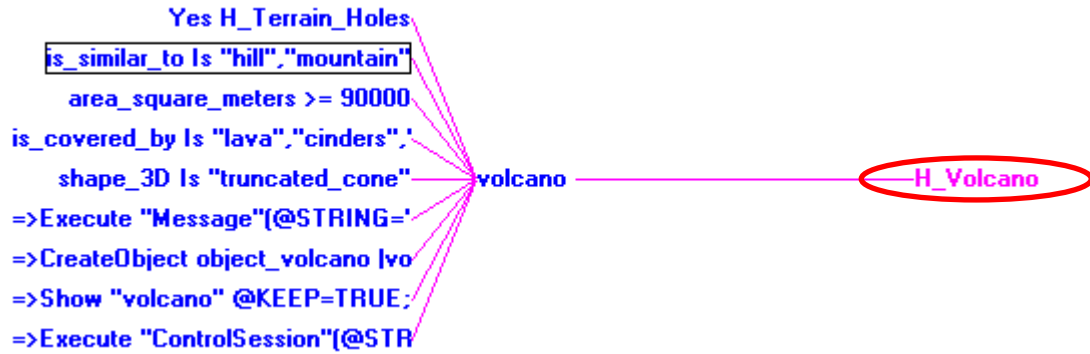 Yes H_Terrain_Holes
is_similar_to Is "hill","mountain"
area_square_meters >= 90000
is_covered_by Is "lava","cinders",'
shape_3D Is "truncated_cone"
volcano
H_Volcano
=>Execute "Message"(@STRING='
=>CreateObject object_volcano |vo
=>Show "volcano" @KEEP=TRUE;
=>Execute "ControlSession"(@STR